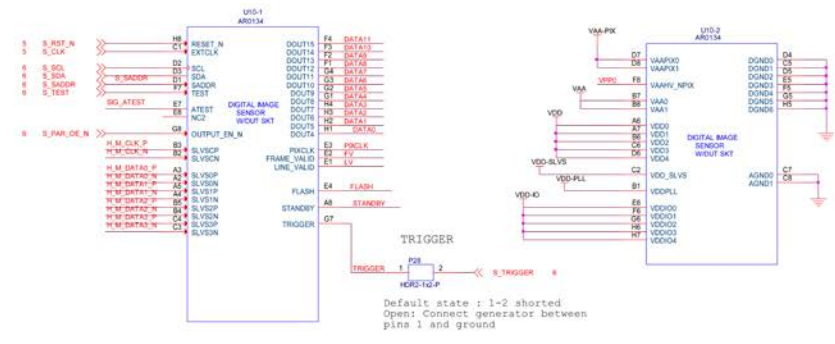 U10-1
AR0134
5 S_RST_N H8 RESET_N DOUT15 F4 DATA11
5 S_CLK C1 EXTCLK DOUT14 F3 DATA10
DOUT13 F2 DATA9
6 S_SCL D2 SCL DOUT12 F1 DATA8
6 S_SDA D3 SDA DOUT11 G4 DATA7
6 S_SADDR S_SADDR D1 SADDR DOUT10 G3 DATA6
6 S_TEST F7 TEST DOUT9 G2 DATA5
DOUT8 G1 DATA4
SIG_ATEST E7 ATEST DOUT7 H4 DATA3
E8 NC2 DOUT6 H3 DATA2
DOUT5 H2 DATA1
S_PAR_OE_N G8 OUTPUT_EN_N DOUT4 H1 DATA0
DIGITAL IMAGE
SENSOR
W/DUT SKT
H_M_CLK_P B3 SLVSCP PIXCLK E3 PIXCLK
H_M_CLK_N B2 SLVSCN FRAME_VALID E2 FV
LINE_VALID E1 LV
H_M_DATA0_P A3 SLVS0P
H_M_DATA0_N A2 SLVS0N
H_M_DATA1_P A5 SLVS1P FLASH E4 FLASH
H_M_DATA1_N A4 SLVS1N
H_M_DATA2_P B5 SLVS2P STANDBY A8 STANDBY
H_M_DATA2_N B4 SLVS2N
H_M_DATA3_P C4 SLVS3P TRIGGER G7
H_M_DATA3_N C3 SLVS3N
TRIGGER
TRIGGER 1 P28 2 S_TRIGGER 6
HDR2-1x2-P
Default state : 1-2 shorted
Open: Connect generator between
pins 1 and ground
U10-2
AR0134
VAA-PIX
D7 VAAPIX0 DGND0 D4
D8 VAAPIX1 DGND1 C5
DGND2 D5
VPP0 F8 VAAHV_NPIX DGND3 E5
VAA DGND4 F5
B7 VAA0 DGND5 G5
B8 VAA1 DGND6 H5
VDD
A6 VDD0
A7 VDD1
B6 VDD2
C6 VDD3
D6 VDD4
DIGITAL IMAGE
SENSOR
W/DUT SKT
VDD-SLVS
C2 VDD_SLVS AGND0 C7
AGND1 C8
VDD-PLL
B1 VDDPLL
VDD-IO
E6 VDDIO0
F6 VDDIO1
G6 VDDIO2
H6 VDDIO3
H7 VDDIO4